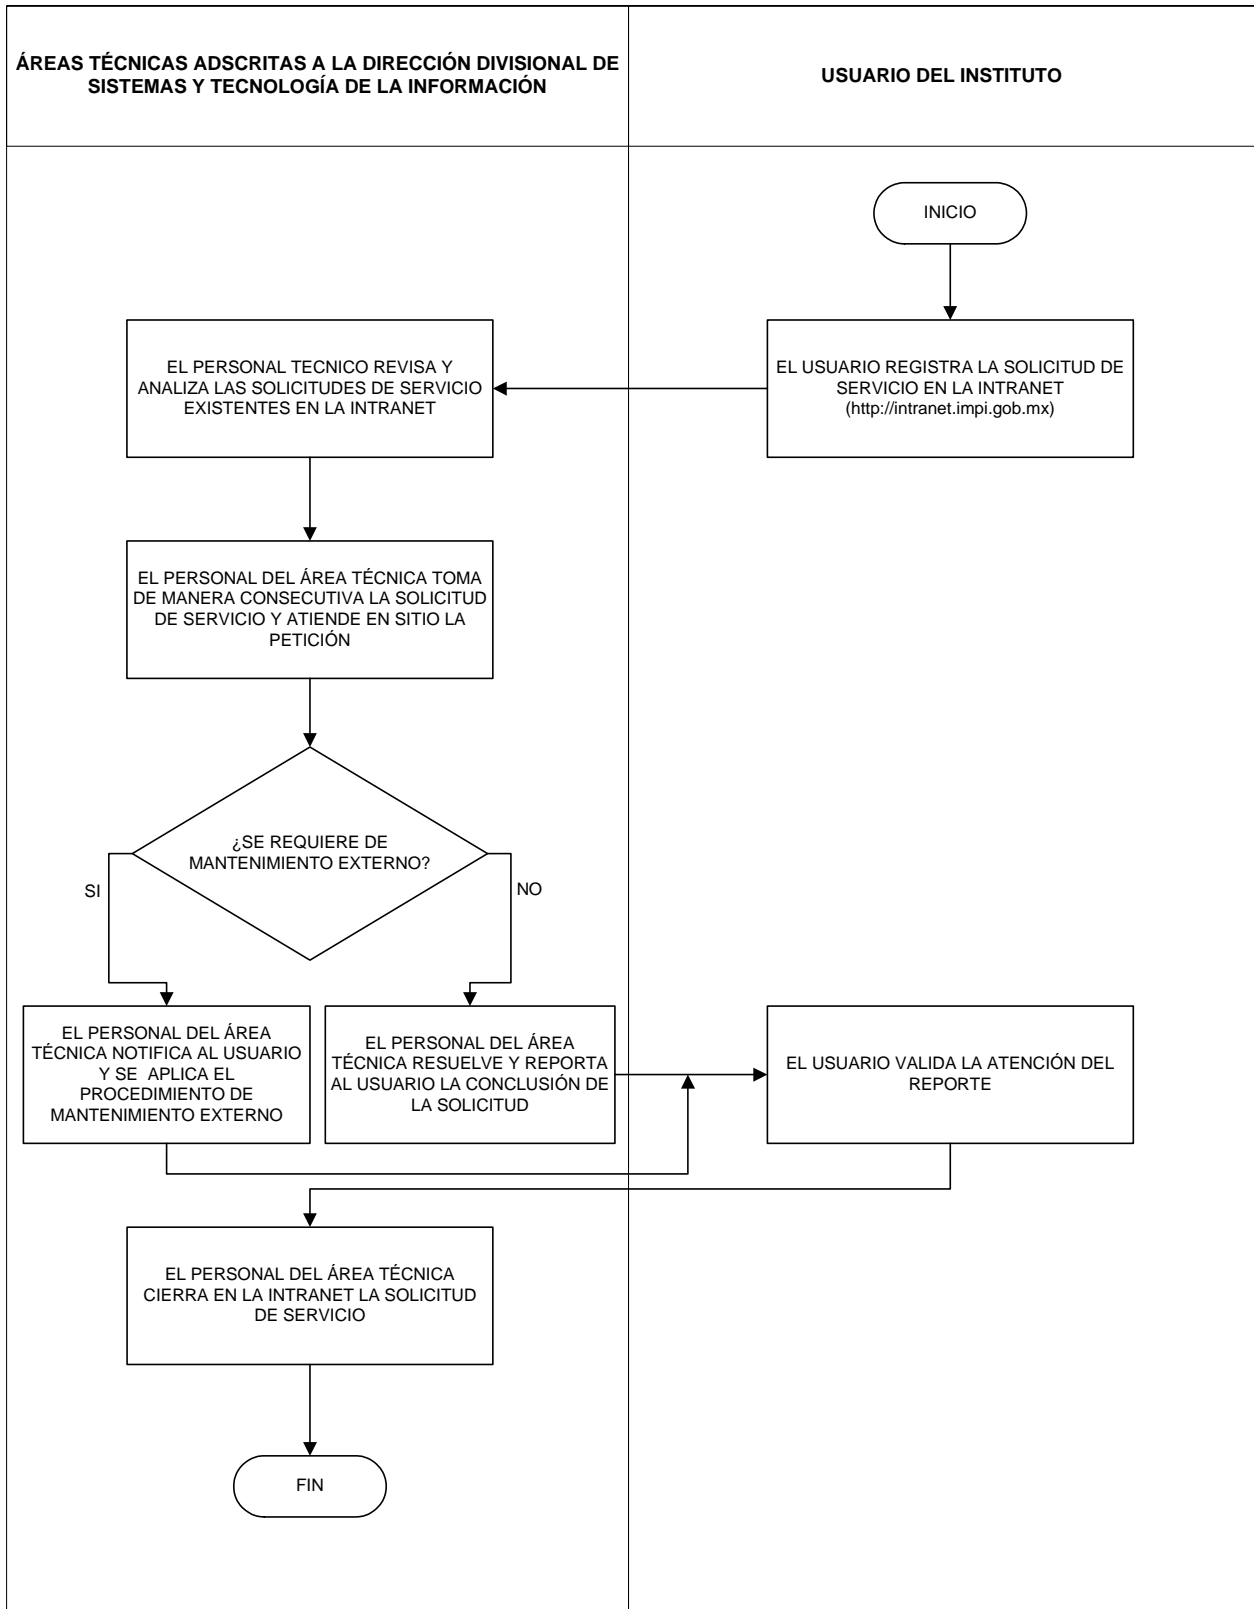 ÁREAS TÉCNICAS ADSCRITAS A LA DIRECCIÓN DIVISIONAL DE
SISTEMAS Y TECNOLOGÍA DE LA INFORMACIÓN
USUARIO DEL INSTITUTO
INICIO
EL USUARIO REGISTRA LA SOLICITUD DE
SERVICIO EN LA INTRANET
(http://intranet.impi.gob.mx)
EL PERSONAL TECNICO REVISA Y
ANALIZA LAS SOLICITUDES DE SERVICIO
EXISTENTES EN LA INTRANET
EL PERSONAL DEL ÁREA TÉCNICA TOMA
DE MANERA CONSECUTIVA LA SOLICITUD
DE SERVICIO Y ATIENDE EN SITIO LA
PETICIÓN
¿SE REQUIERE DE
MANTENIMIENTO EXTERNO?
SI
NO
EL PERSONAL DEL ÁREA
TÉCNICA NOTIFICA AL USUARIO
Y SE APLICA EL
PROCEDIMIENTO DE
MANTENIMIENTO EXTERNO
EL PERSONAL DEL ÁREA
TÉCNICA RESUELVE Y REPORTA
AL USUARIO LA CONCLUSIÓN DE
LA SOLICITUD
EL USUARIO VALIDA LA ATENCIÓN DEL
REPORTE
EL PERSONAL DEL ÁREA TÉCNICA
CIERRA EN LA INTRANET LA SOLICITUD
DE SERVICIO
FIN